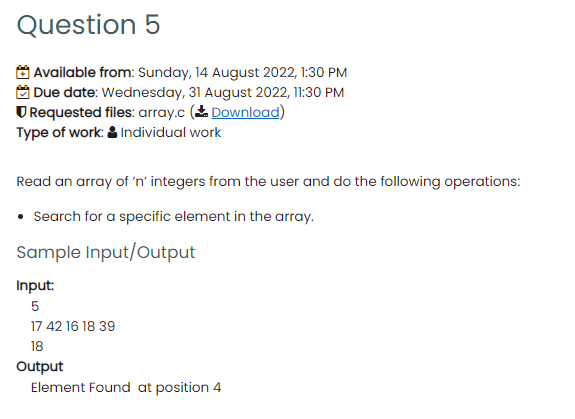 Question 5
Available from: Sunday, 14 August 2022, 1:30 PM
Due date: Wednesday, 31 August 2022, 11:30 PM
Requested files: array.c (Download)
Type of work: Individual work
Read an array of ‘n’ integers from the user and do the following operations:
• Search for a specific element in the array.
Sample Input/Output
Input:
5
17 42 16 18 39
18
Output
Element Found  at position 4